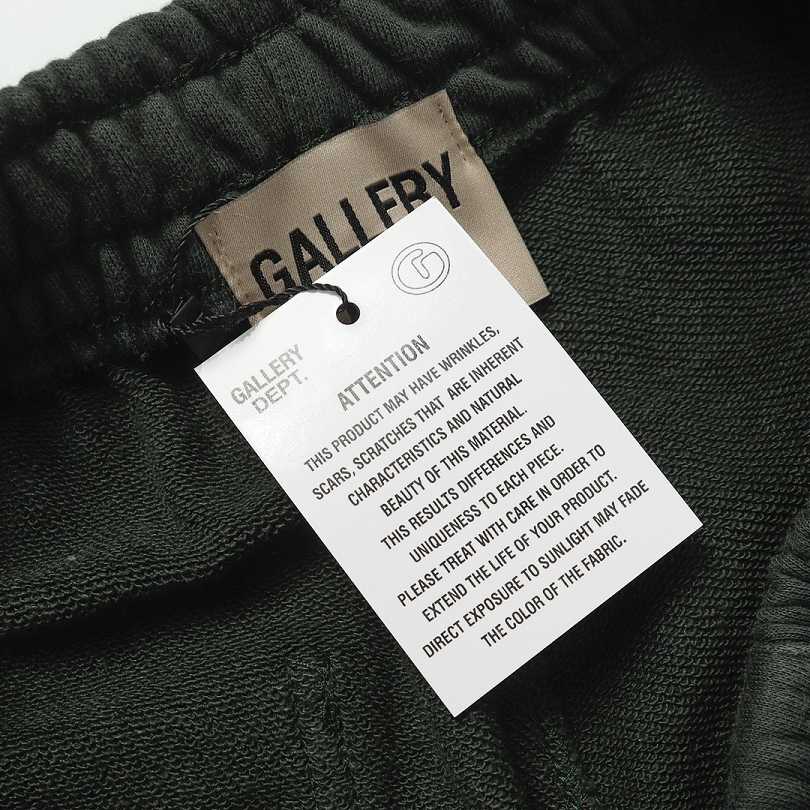 GALLERY
GALLERY
DEPT.
ATTENTION
THIS PRODUCT MAY HAVE WRINKLES,
SCARS, SCRATCHES THAT ARE INHERENT
CHARACTERISTICS AND NATURAL
BEAUTY OF THIS MATERIAL.
THIS RESULTS DIFFERENCES AND
UNIQUENESS TO EACH PIECE.
PLEASE TREAT WITH CARE IN ORDER TO
EXTEND THE LIFE OF YOUR PRODUCT.
DIRECT EXPOSURE TO SUNLIGHT MAY FADE
THE COLOR OF THE FABRIC.